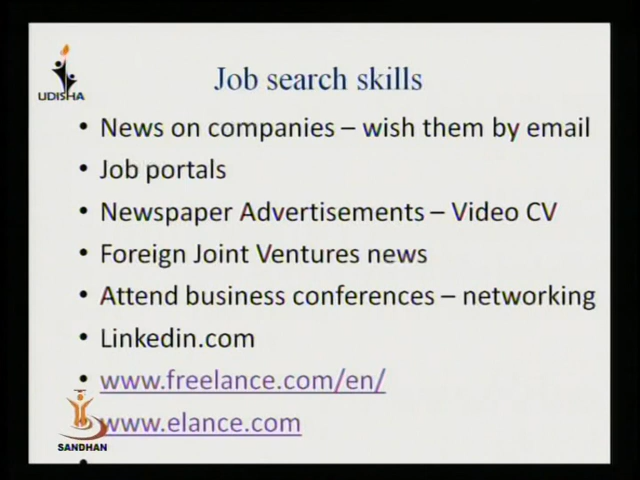 UDISHA
Job search skills
• News on companies – wish them by email
• Job portals
• Newspaper Advertisements – Video CV
• Foreign Joint Ventures news
• Attend business conferences – networking
• Linkedin.com
• www.freelance.com/en/
www.elance.com
SANDHAN